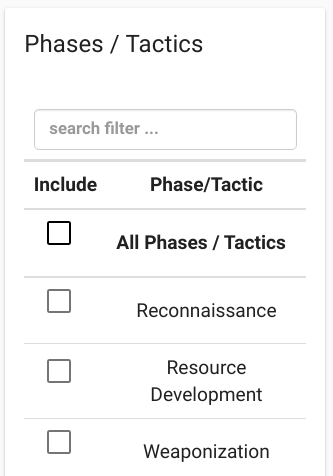 Phases / Tactics
search filter ...
Include Phase/Tactic
All Phases / Tactics
Reconnaissance
Resource
Development
Weaponization